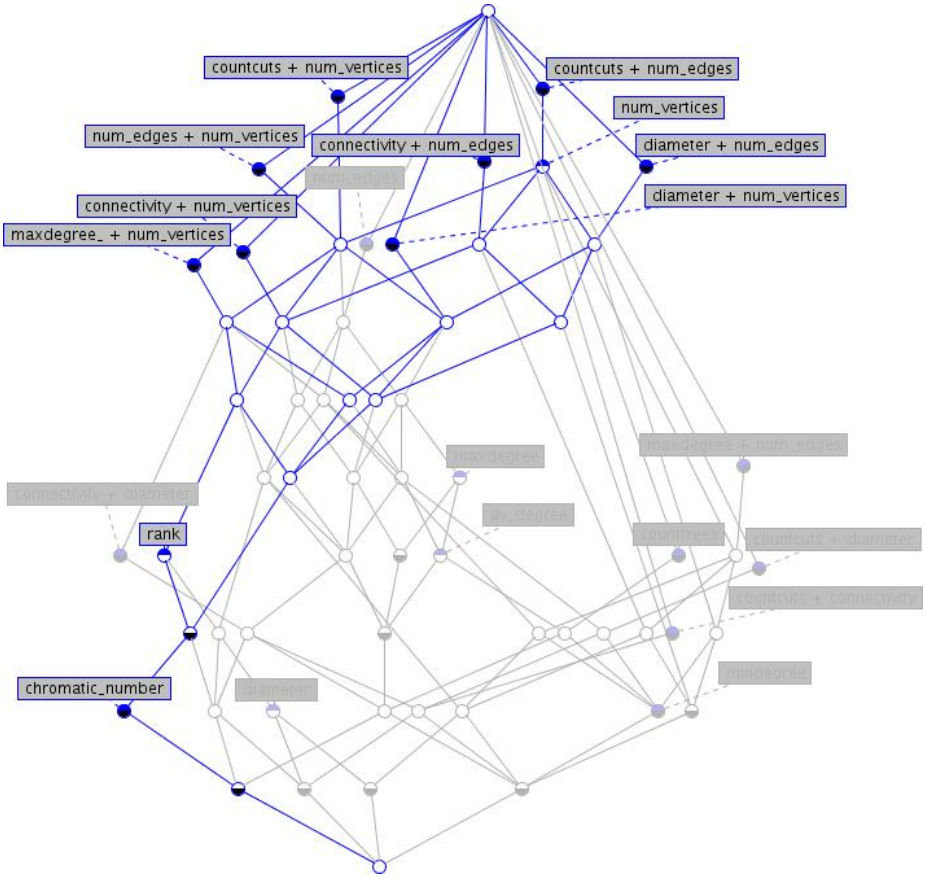 countcuts + num_vertices
countcuts + num_edges
num_vertices
num_edges + num_vertices
connectivity + num_edges
diameter + num_edges
num_edges
diameter + num_vertices
connectivity + num_vertices
maxdegree_ + num_vertices
maxdegree + num_edges
maxdegree
connectivity + diameter
av_degree
rank
counttrees
countcuts + diameter
countcuts + connectivity
mindegree
chromatic_number
diameter